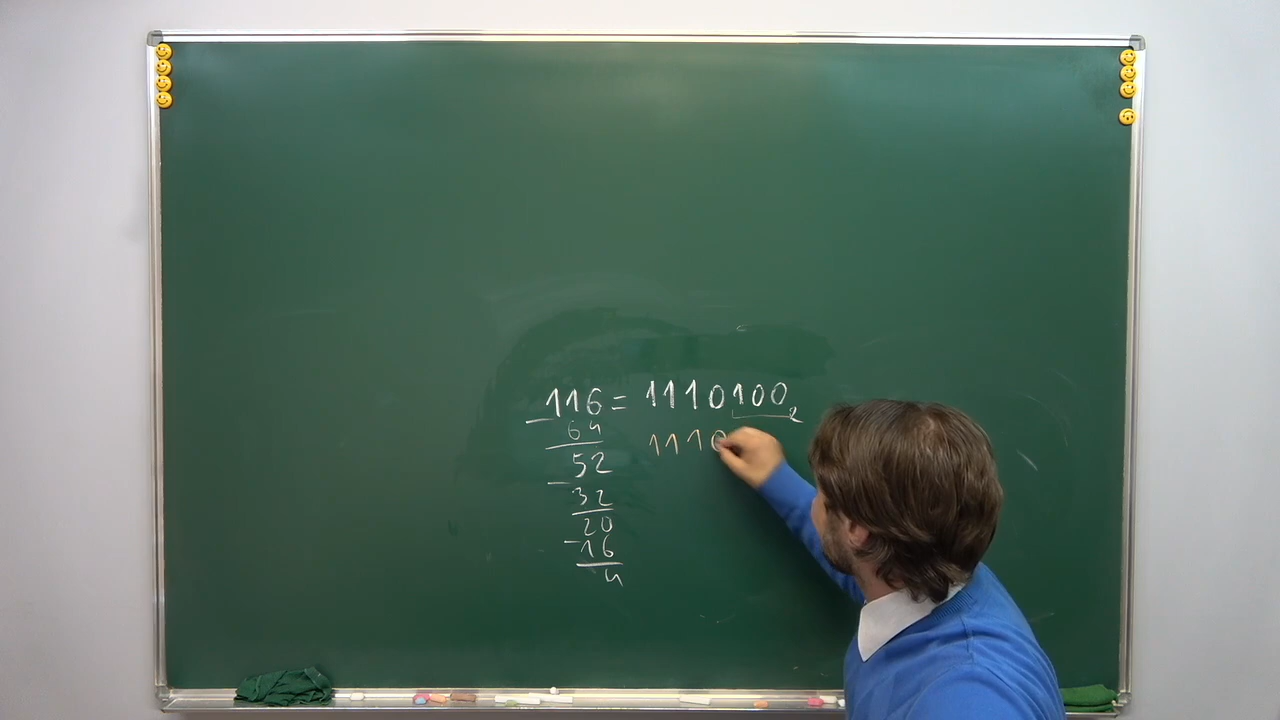 116 = 1110100₂
- 64 1110
52
- 32
20
- 16
4